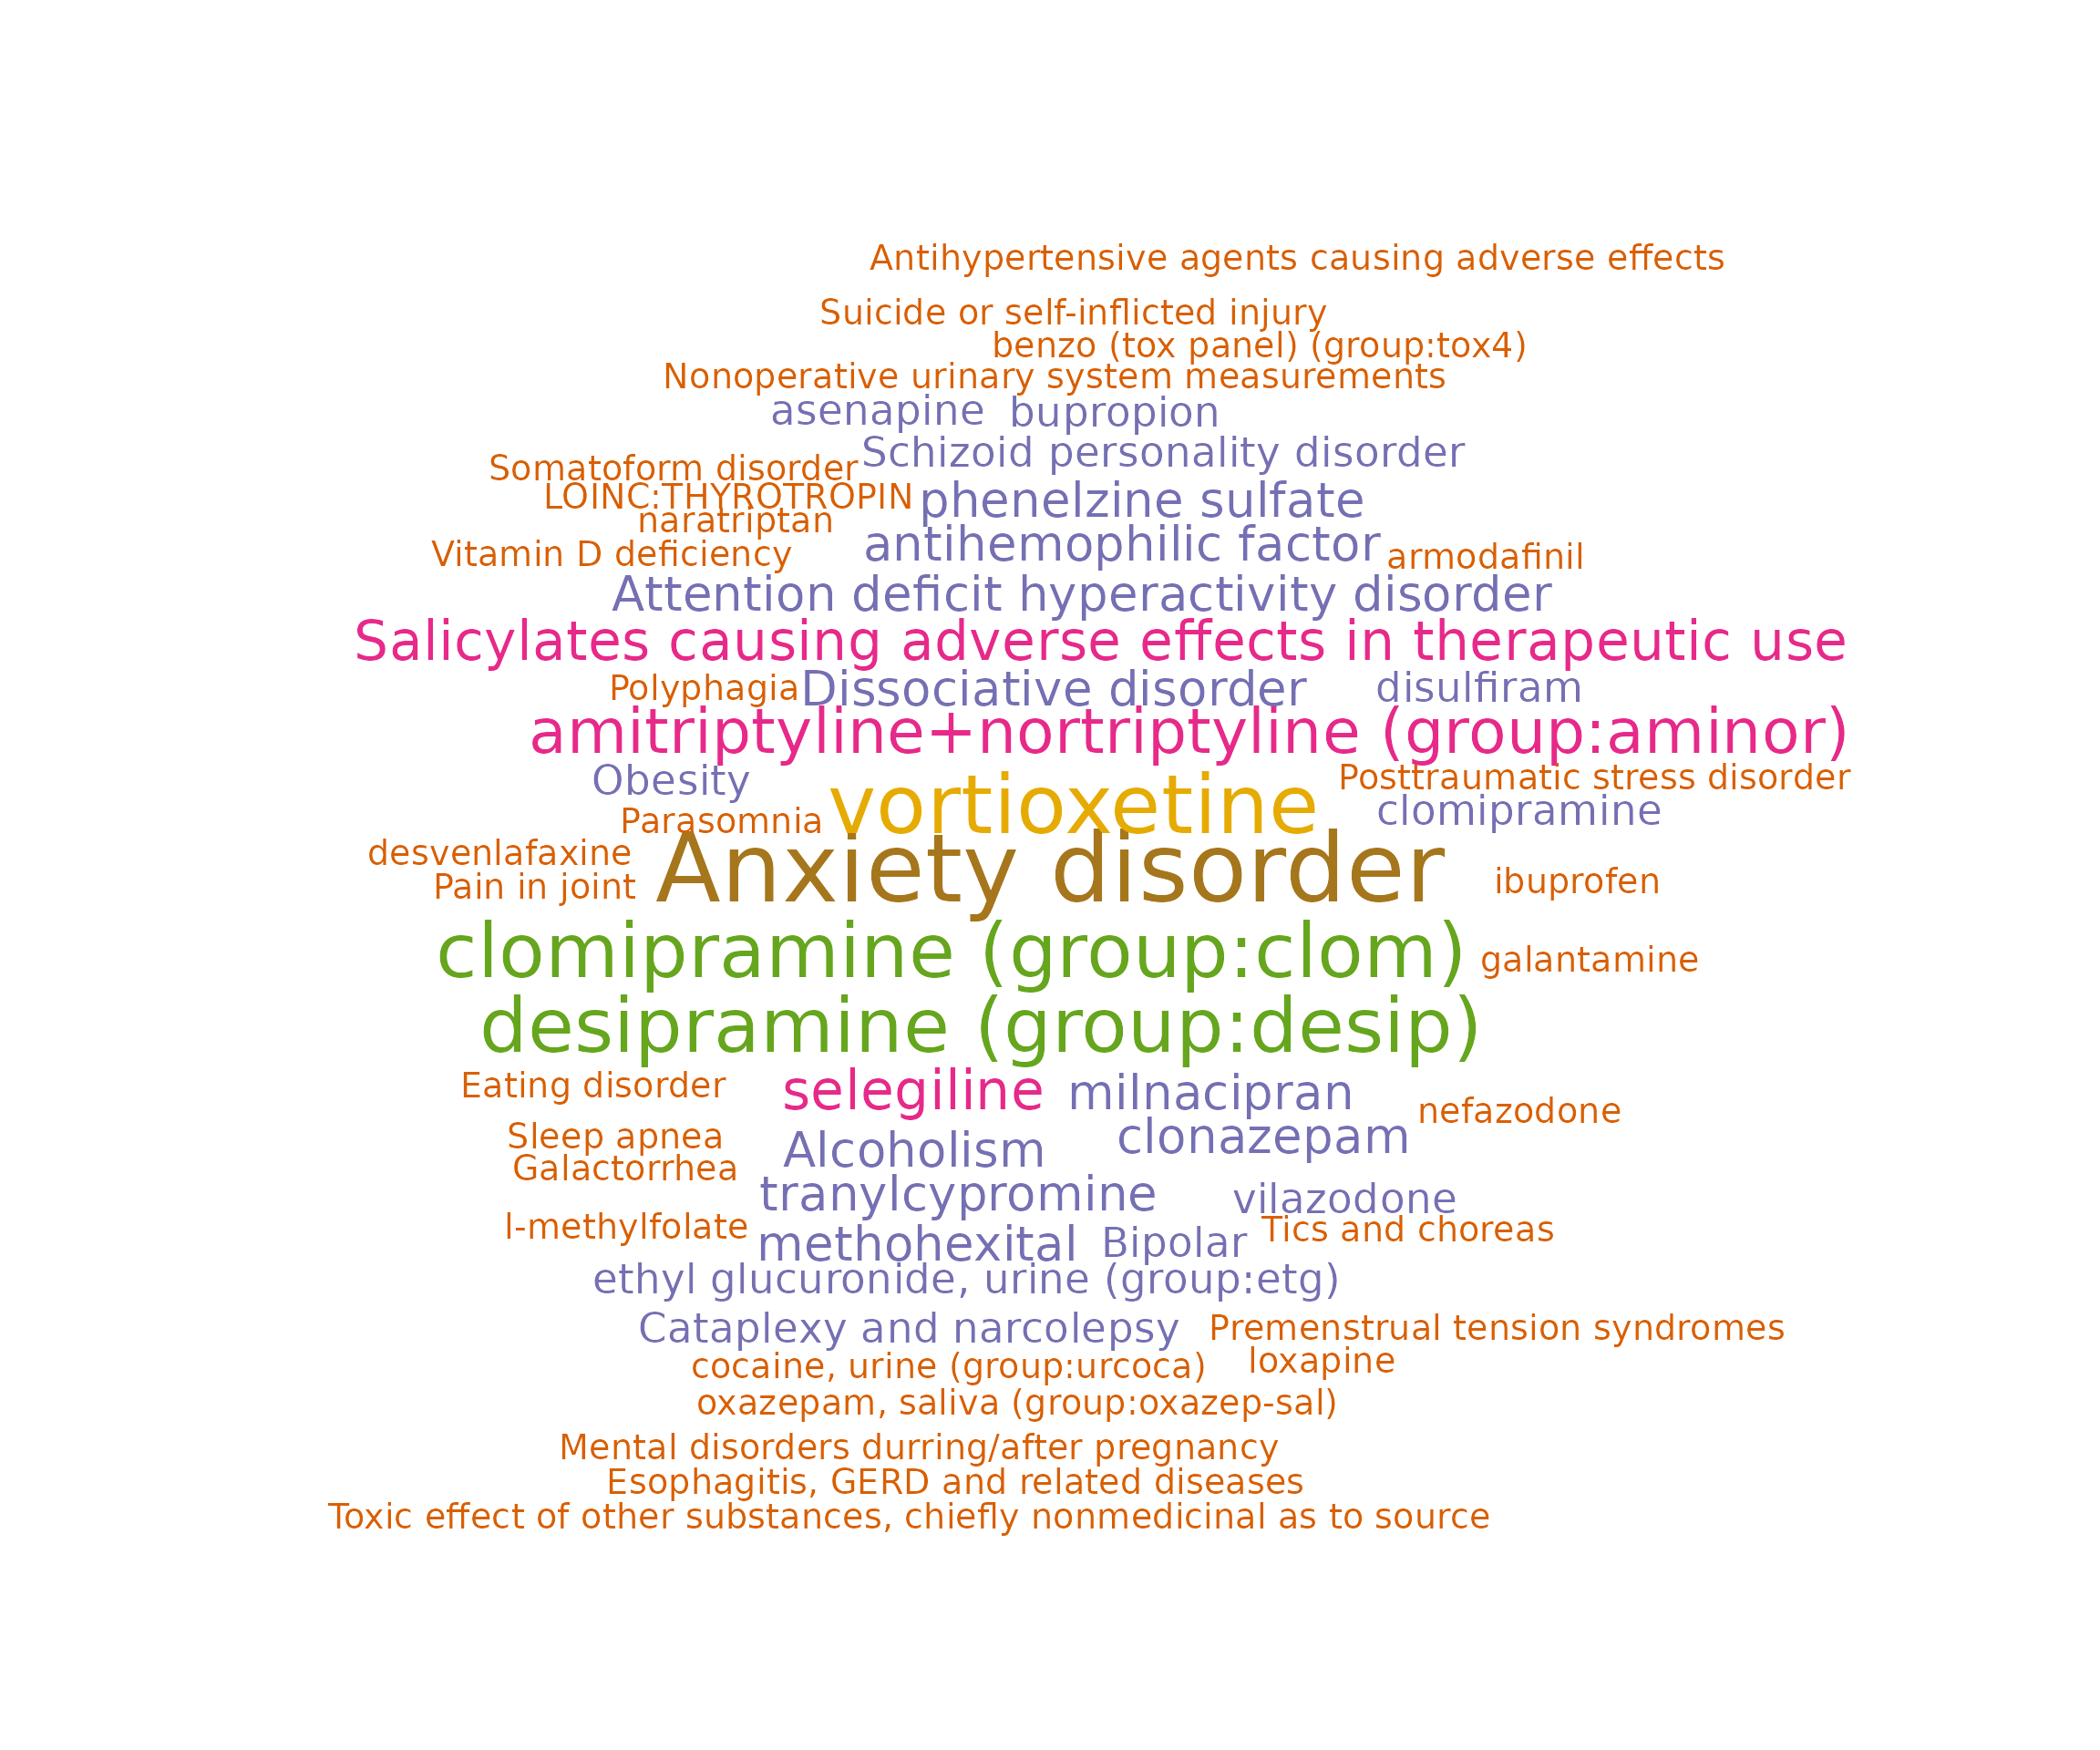 Antihypertensive agents causing adverse effects
Suicide or self-inflicted injury
benzo (tox panel) (group:tox4)
Nonoperative urinary system measurements
asenapine bupropion
Schizoid personality disorder
Somatoform disorder
LOINC:THYROTROPIN
phenelzine sulfate
naratriptan
antihemophilic factor
Vitamin D deficiency
armodafinil
Attention deficit hyperactivity disorder
Salicylates causing adverse effects in therapeutic use
Polyphagia
Dissociative disorder
disulfiram
amitriptyline+nortriptyline (group:aminor)
Obesity
Posttraumatic stress disorder
vortioxetine
clomipramine
Parasomnia
desvenlafaxine
Anxiety disorder
ibuprofen
Pain in joint
clomipramine (group:clom)
galantamine
desipramine (group:desip)
Eating disorder
selegiline
milnacipran
nefazodone
Sleep apnea
clonazepam
Alcoholism
Galactorrhea
tranylcypromine
vilazodone
l-methylfolate
Tics and choreas
methohexital
Bipolar
ethyl glucuronide, urine (group:etg)
Cataplexy and narcolepsy
Premenstrual tension syndromes
cocaine, urine (group:urcoca)
loxapine
oxazepam, saliva (group:oxazep-sal)
Mental disorders durring/after pregnancy
Esophagitis, GERD and related diseases
Toxic effect of other substances, chiefly nonmedicinal as to source